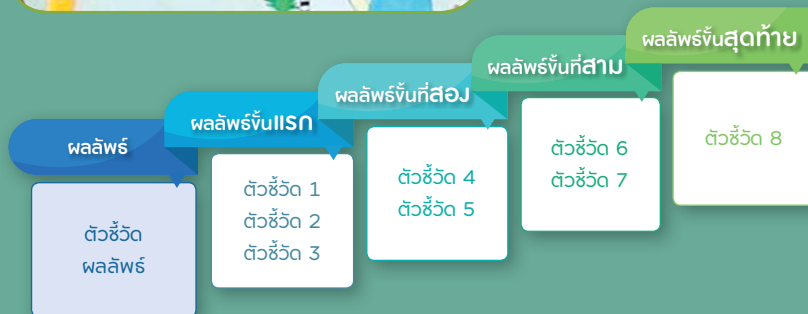 ผลลัพธ์
ตัวชี้วัด
ผลลัพธ์
ผลลัพธ์ขั้นแรก
ตัวชี้วัด 1
ตัวชี้วัด 2
ตัวชี้วัด 3
ผลลัพธ์ขั้นที่สอง
ตัวชี้วัด 4
ตัวชี้วัด 5
ผลลัพธ์ขั้นที่สาม
ตัวชี้วัด 6
ตัวชี้วัด 7
ผลลัพธ์ขั้นสุดท้าย
ตัวชี้วัด 8